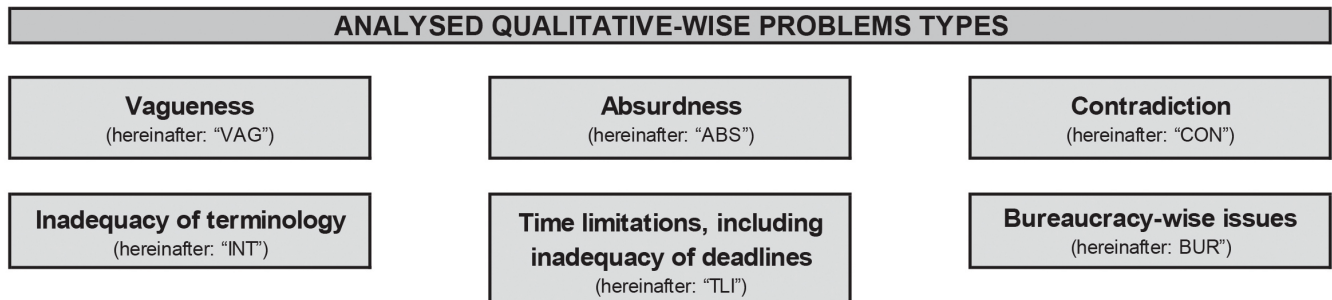 ANALYSED QUALITATIVE-WISE PROBLEMS TYPES
Vagueness
(hereinafter: “VAG”)
Absurdness
(hereinafter: “ABS”)
Contradiction
(hereinafter: “CON”)
Inadequacy of terminology
(hereinafter: “INT”)
Time limitations, including
inadequacy of deadlines
(hereinafter: “TLI”)
Bureaucracy-wise issues
(hereinafter: BUR”)